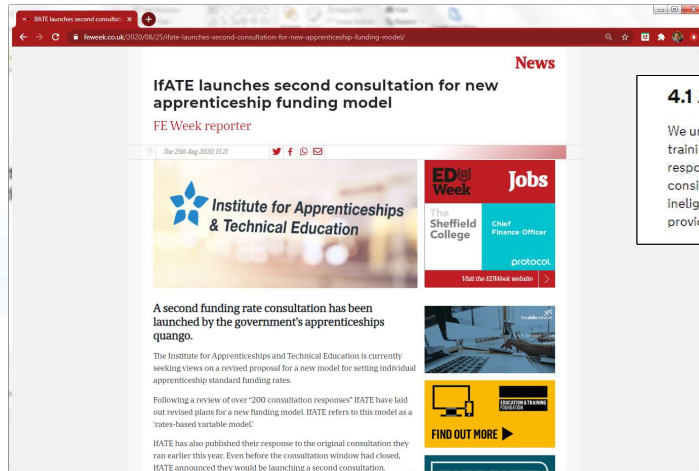 IfATE launches second consultati
feweek.co.uk/2020/08/25/ifate-launches-second-consultation-for-new-apprenticeship-funding-model/
News
IfATE launches second consultation for new
apprenticeship funding model
FE Week reporter
Tue 25th Aug 2020, 15.21
Institute for Apprenticeships
& Technical Education
A second funding rate consultation has been
launched by the government's apprenticeships
quango.
The Institute for Apprenticeships and Technical Education is currently
seeking views on a revised proposal for a new model for setting individual
apprenticeship standard funding rates.
Following a review of over "200 consultation responses" IfATE have laid
out revised plans for a new funding model. IfATE refers to this model as a
'rates-based variable model.'
IfATE has also published their response to the original consultation they
ran earlier this year. Even before the consultation window had closed,
IfATE announced they would be launching a second consultation.
ED
Week
Jobs
The
Sheffield
College
Chief
Finance Officer
protocol
Visit the EDWeek website
EDUCATION & TRAINING
FOUNDATION
FIND OUT MORE
4.1
We u
traini
respo
consi
inelig
provi